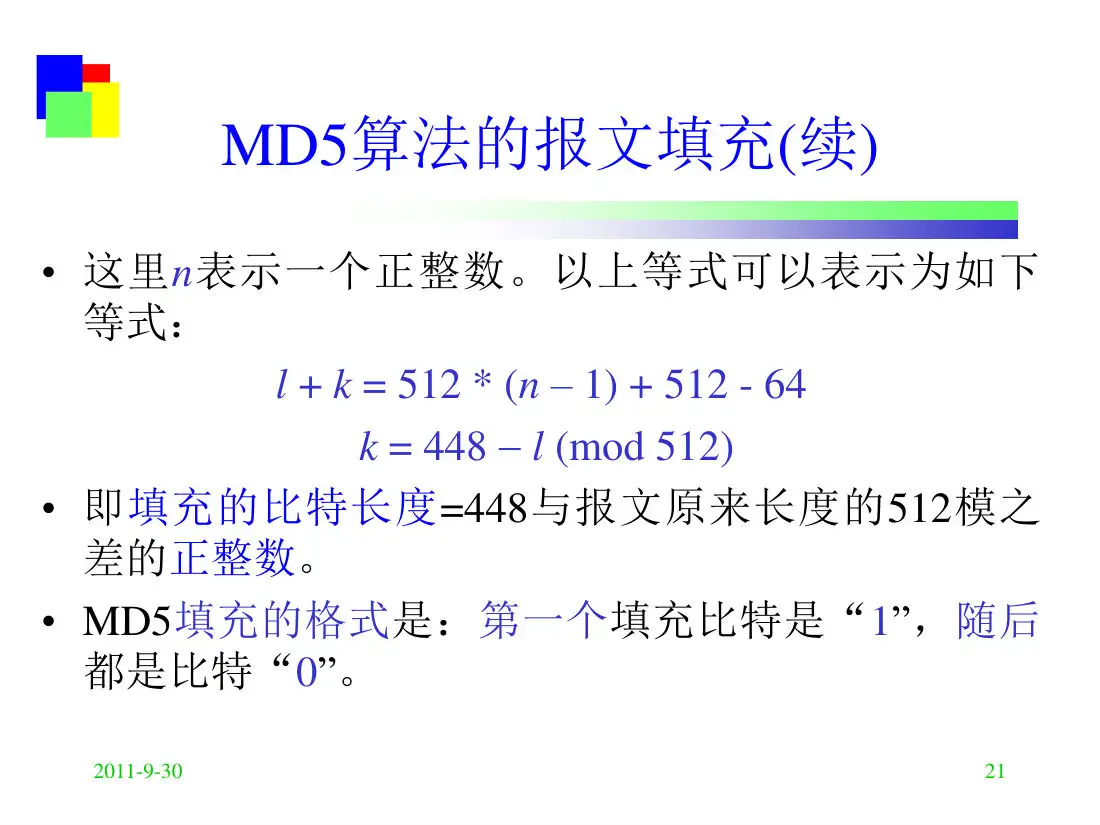 MD5算法的报文填充(续)
• 这里n表示一个正整数。以上等式可以表示为如下
等式：
l + k = 512 * (n – 1) + 512 - 64
k = 448 – l (mod 512)
• 即填充的比特长度=448与报文原来长度的512模之
差的正整数。
• MD5填充的格式是：第一个填充比特是“1”，随后
都是比特“0”。
2011-9-30
21